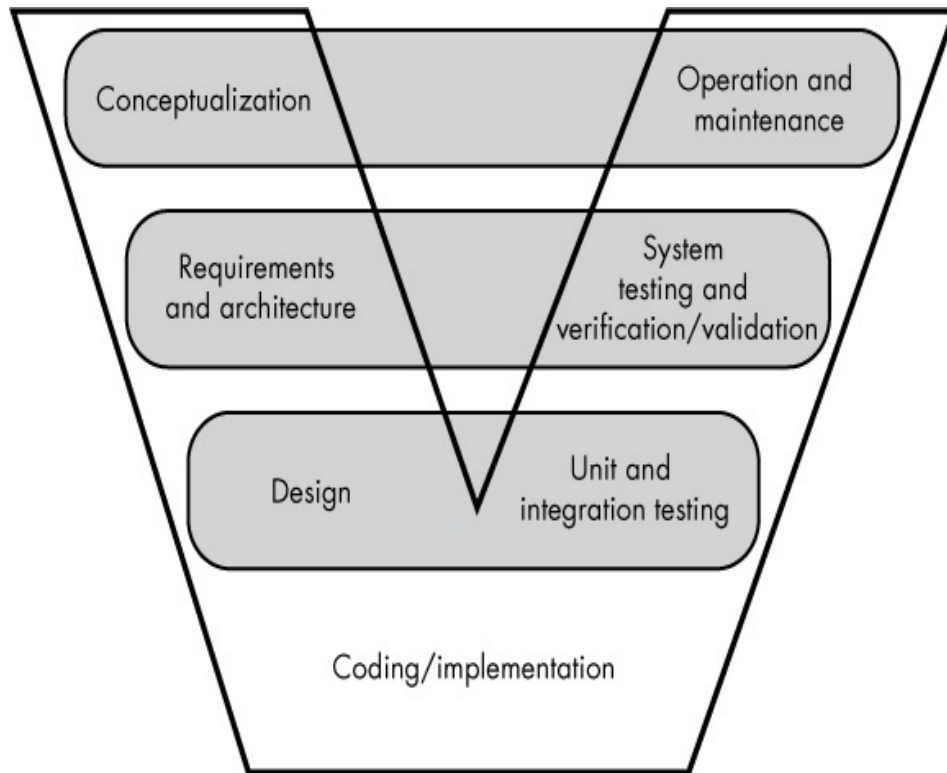 Conceptualization
Operation and
maintenance
Requirements
and architecture
System
testing and
verification/validation
Design
Unit and
integration testing
Coding/implementation